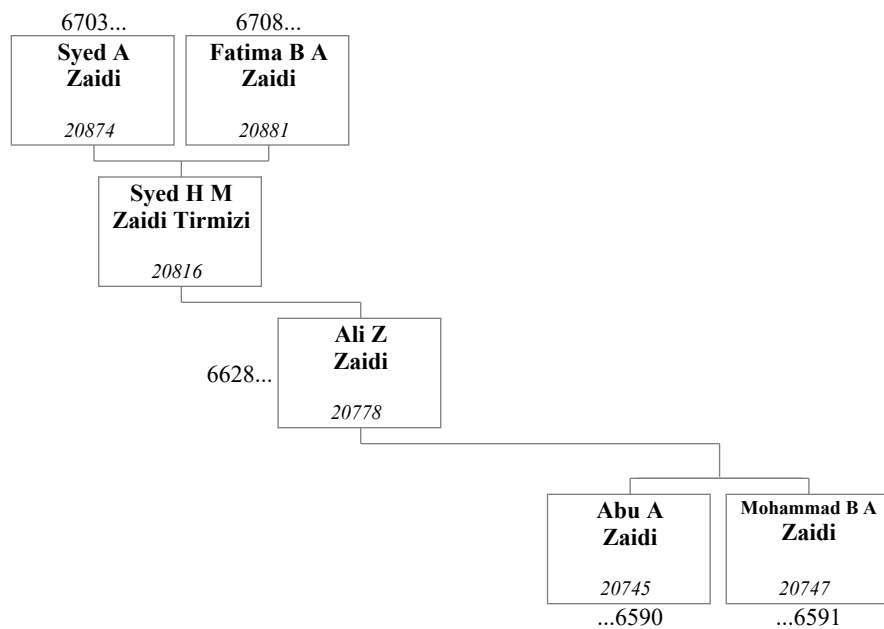 6703...
6708...
Syed A
Zaidi
20874
Fatima B A
Zaidi
20881
Syed H M
Zaidi Tirmizi
20816
6628...
Ali Z
Zaidi
20778
Abu A
Zaidi
20745
...6590
Mohammad B A
Zaidi
20747
...6591